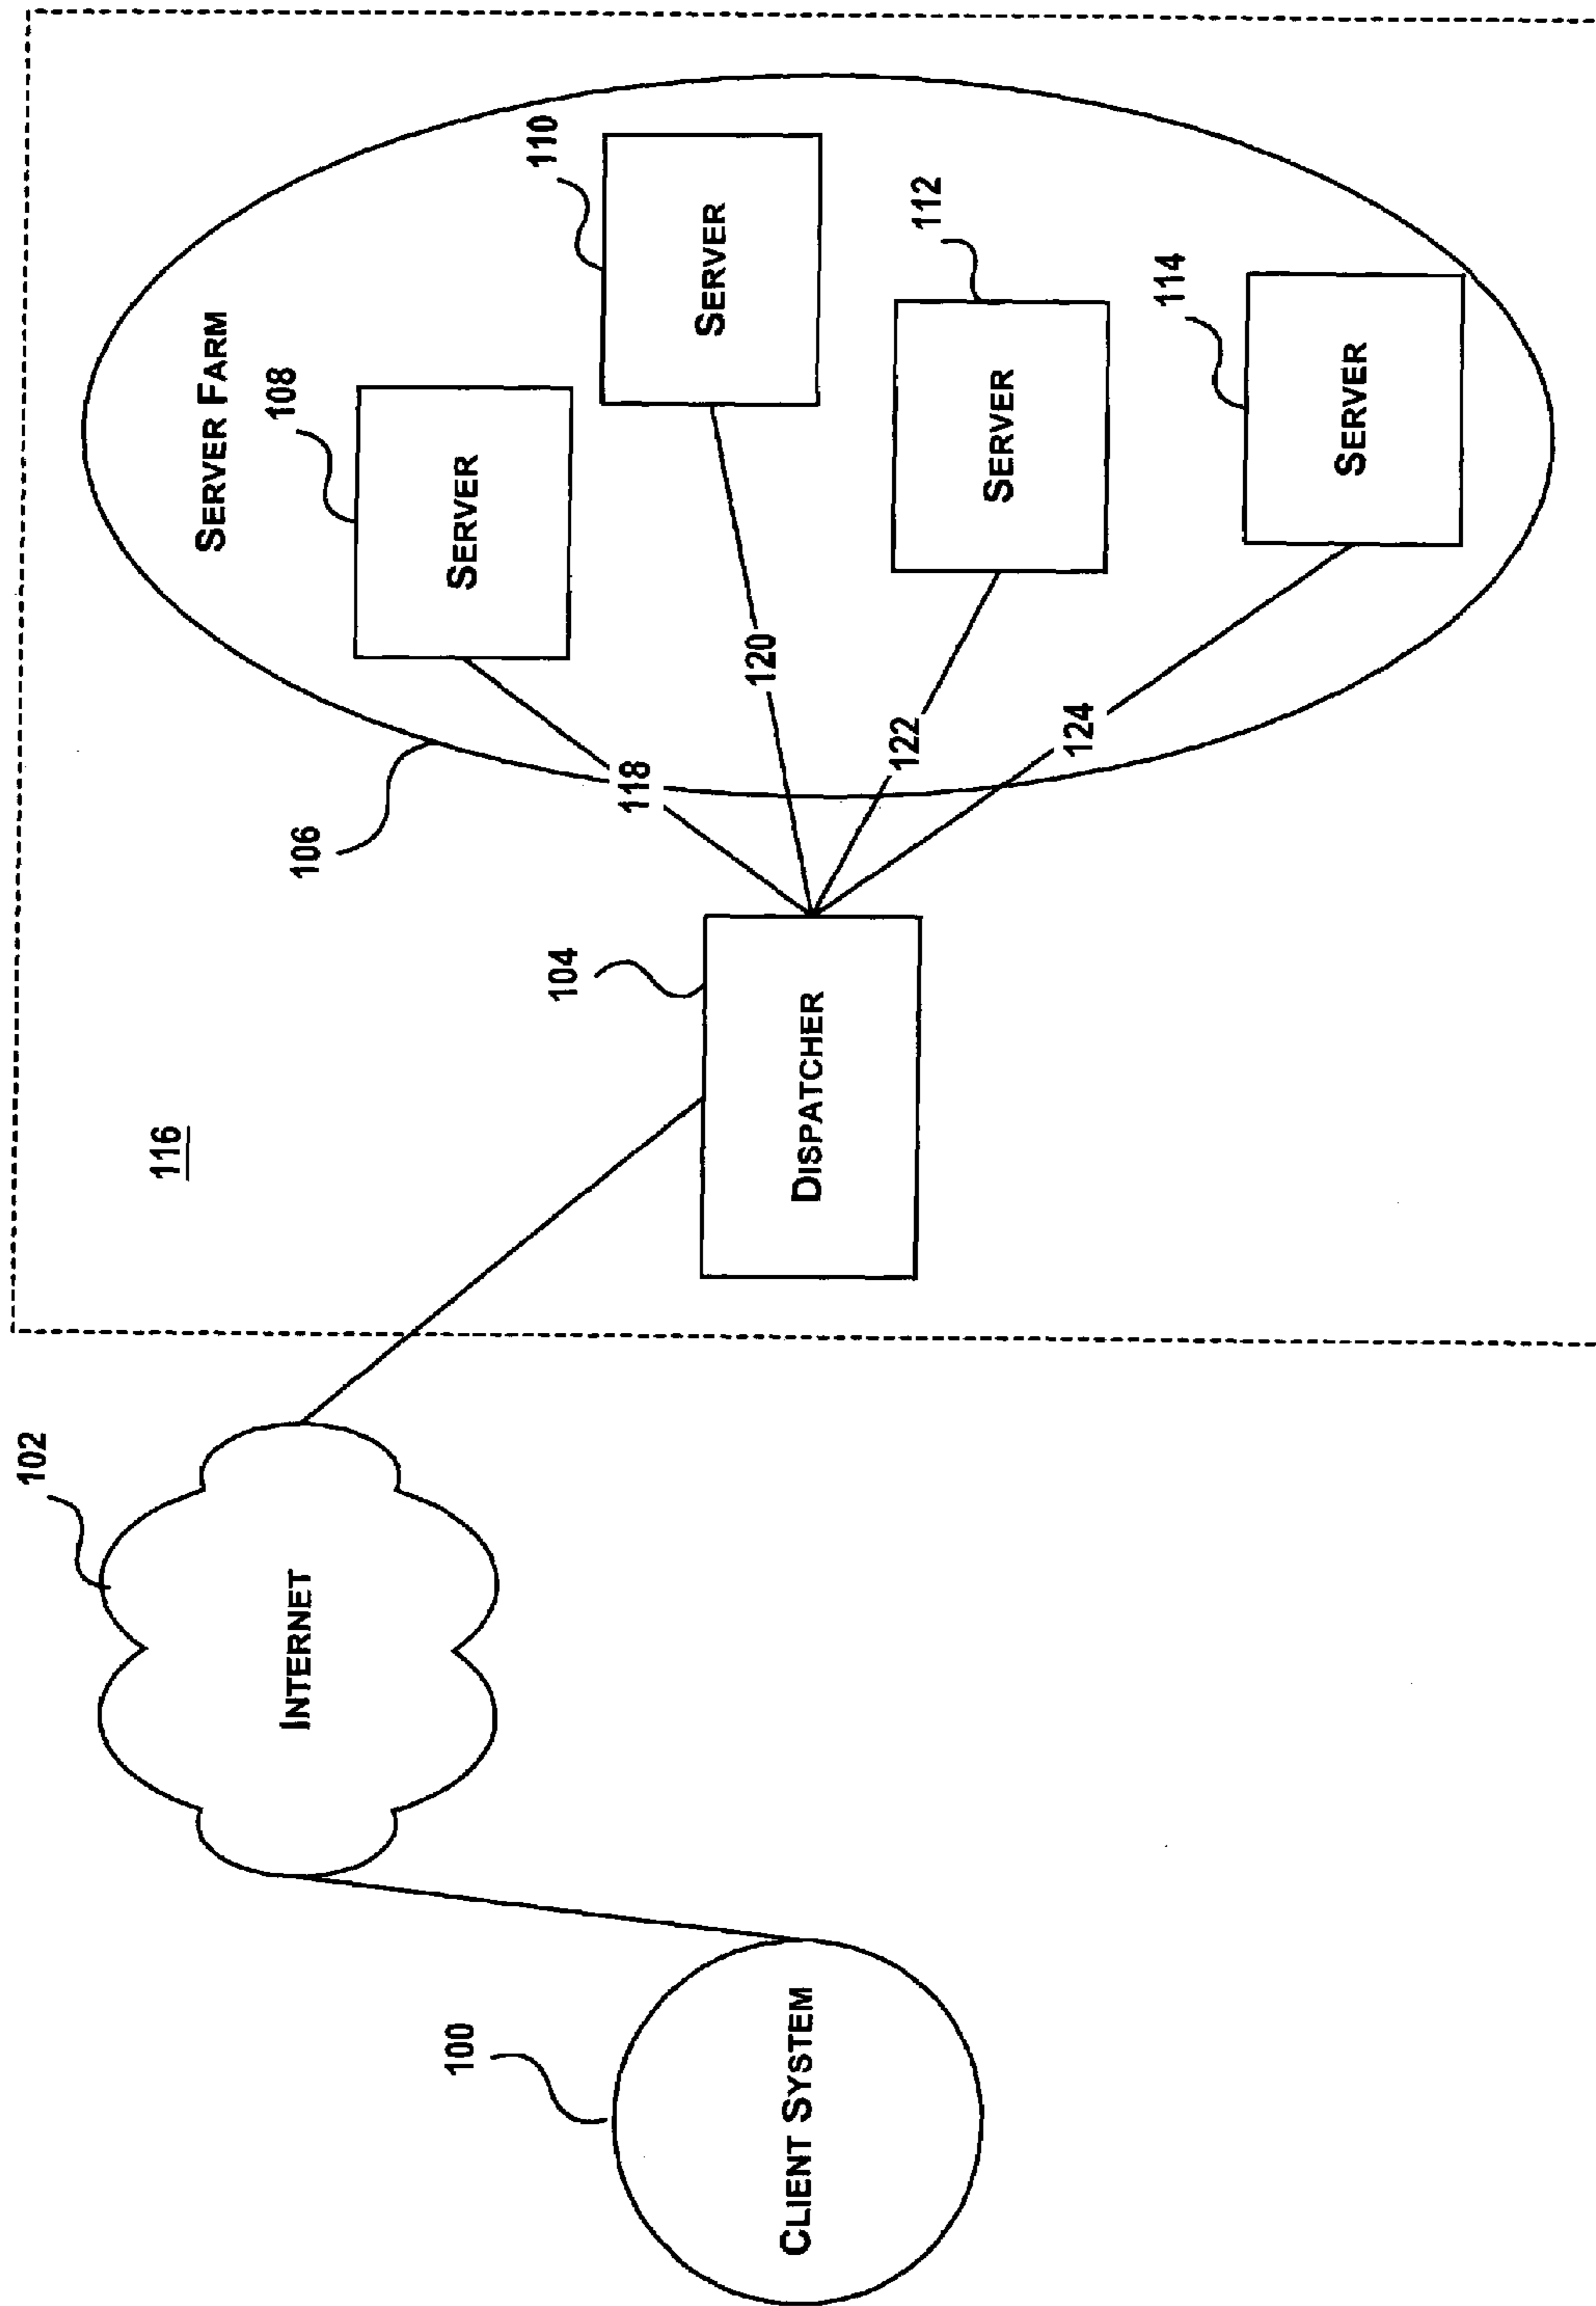 100
CLIENT SYSTEM
102
INTERNET
116
104
DISPATCHER
106
SERVER FARM
118
120
122
124
108
SERVER
110
SERVER
112
SERVER
114
SERVER